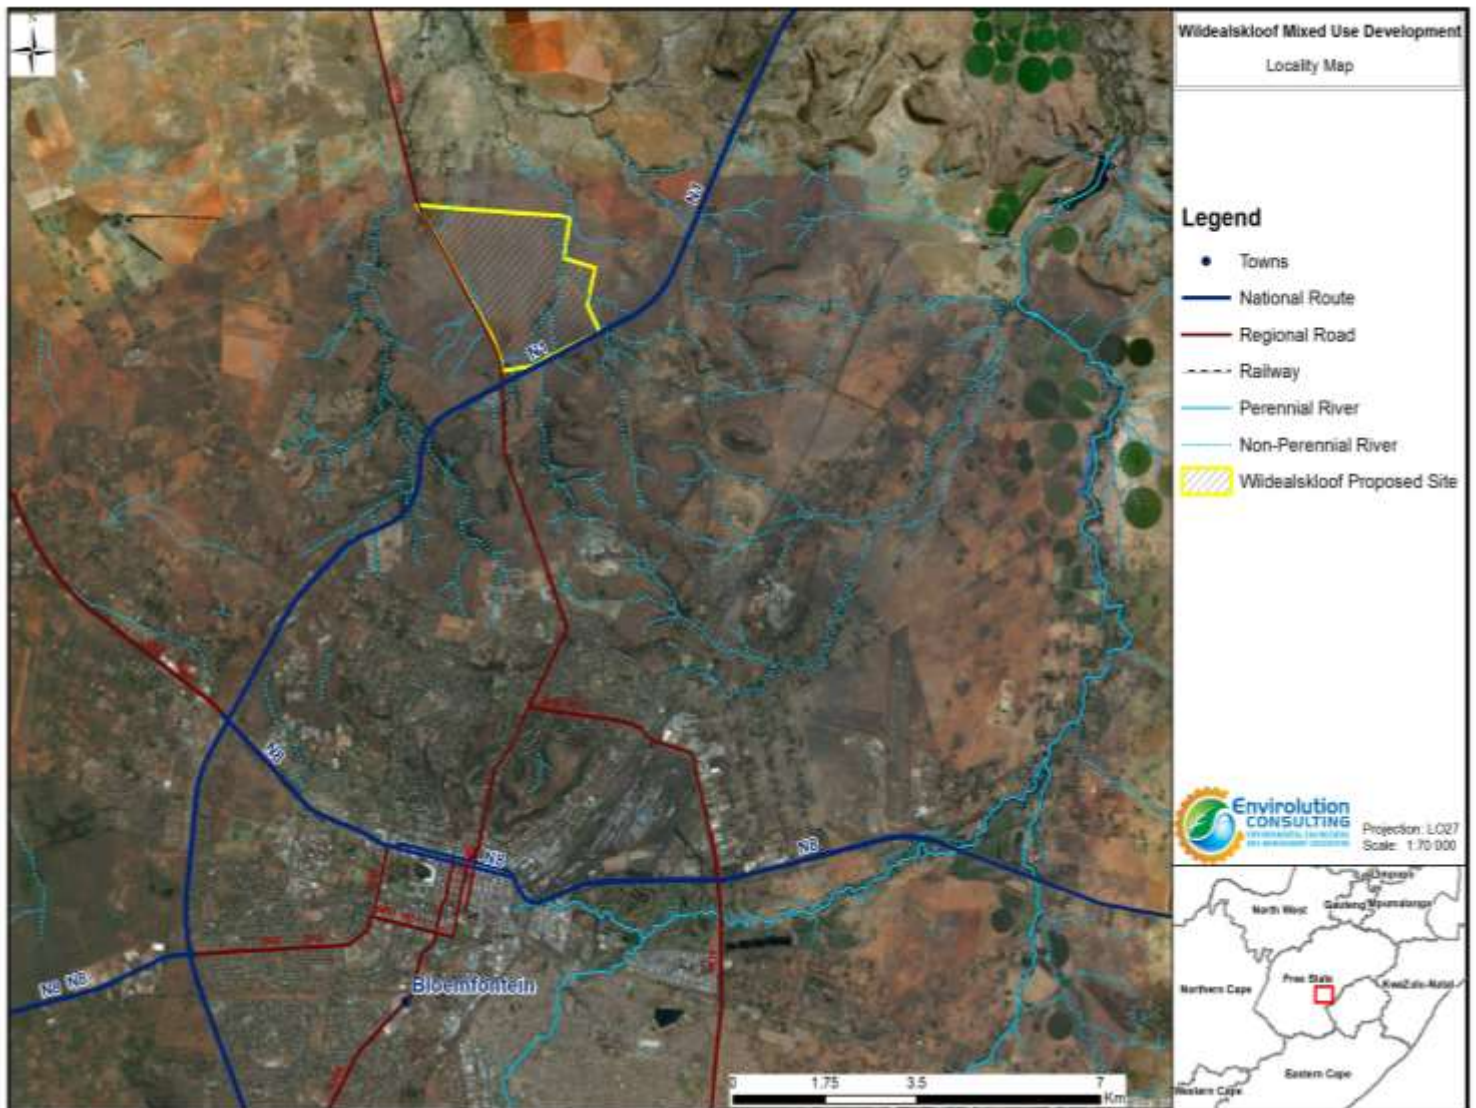 N
Wildealskloof Mixed Use Development
Locality Map
N1
N1
N8
N8
N8
N8 N8
Bloemfontein
0 1.75 3.5 7
Km
Legend
Towns
National Route
Regional Road
Railway
Perennial River
Non-Perennial River
Wildealskloof Proposed Site
Envirolution
CONSULTING
Projection: LO27
Scale: 1:70 000
Limpopo
North West
Gauteng
Mpumalanga
Northern Cape
Free State
KwaZulu-Natal
Eastern Cape
Western Cape